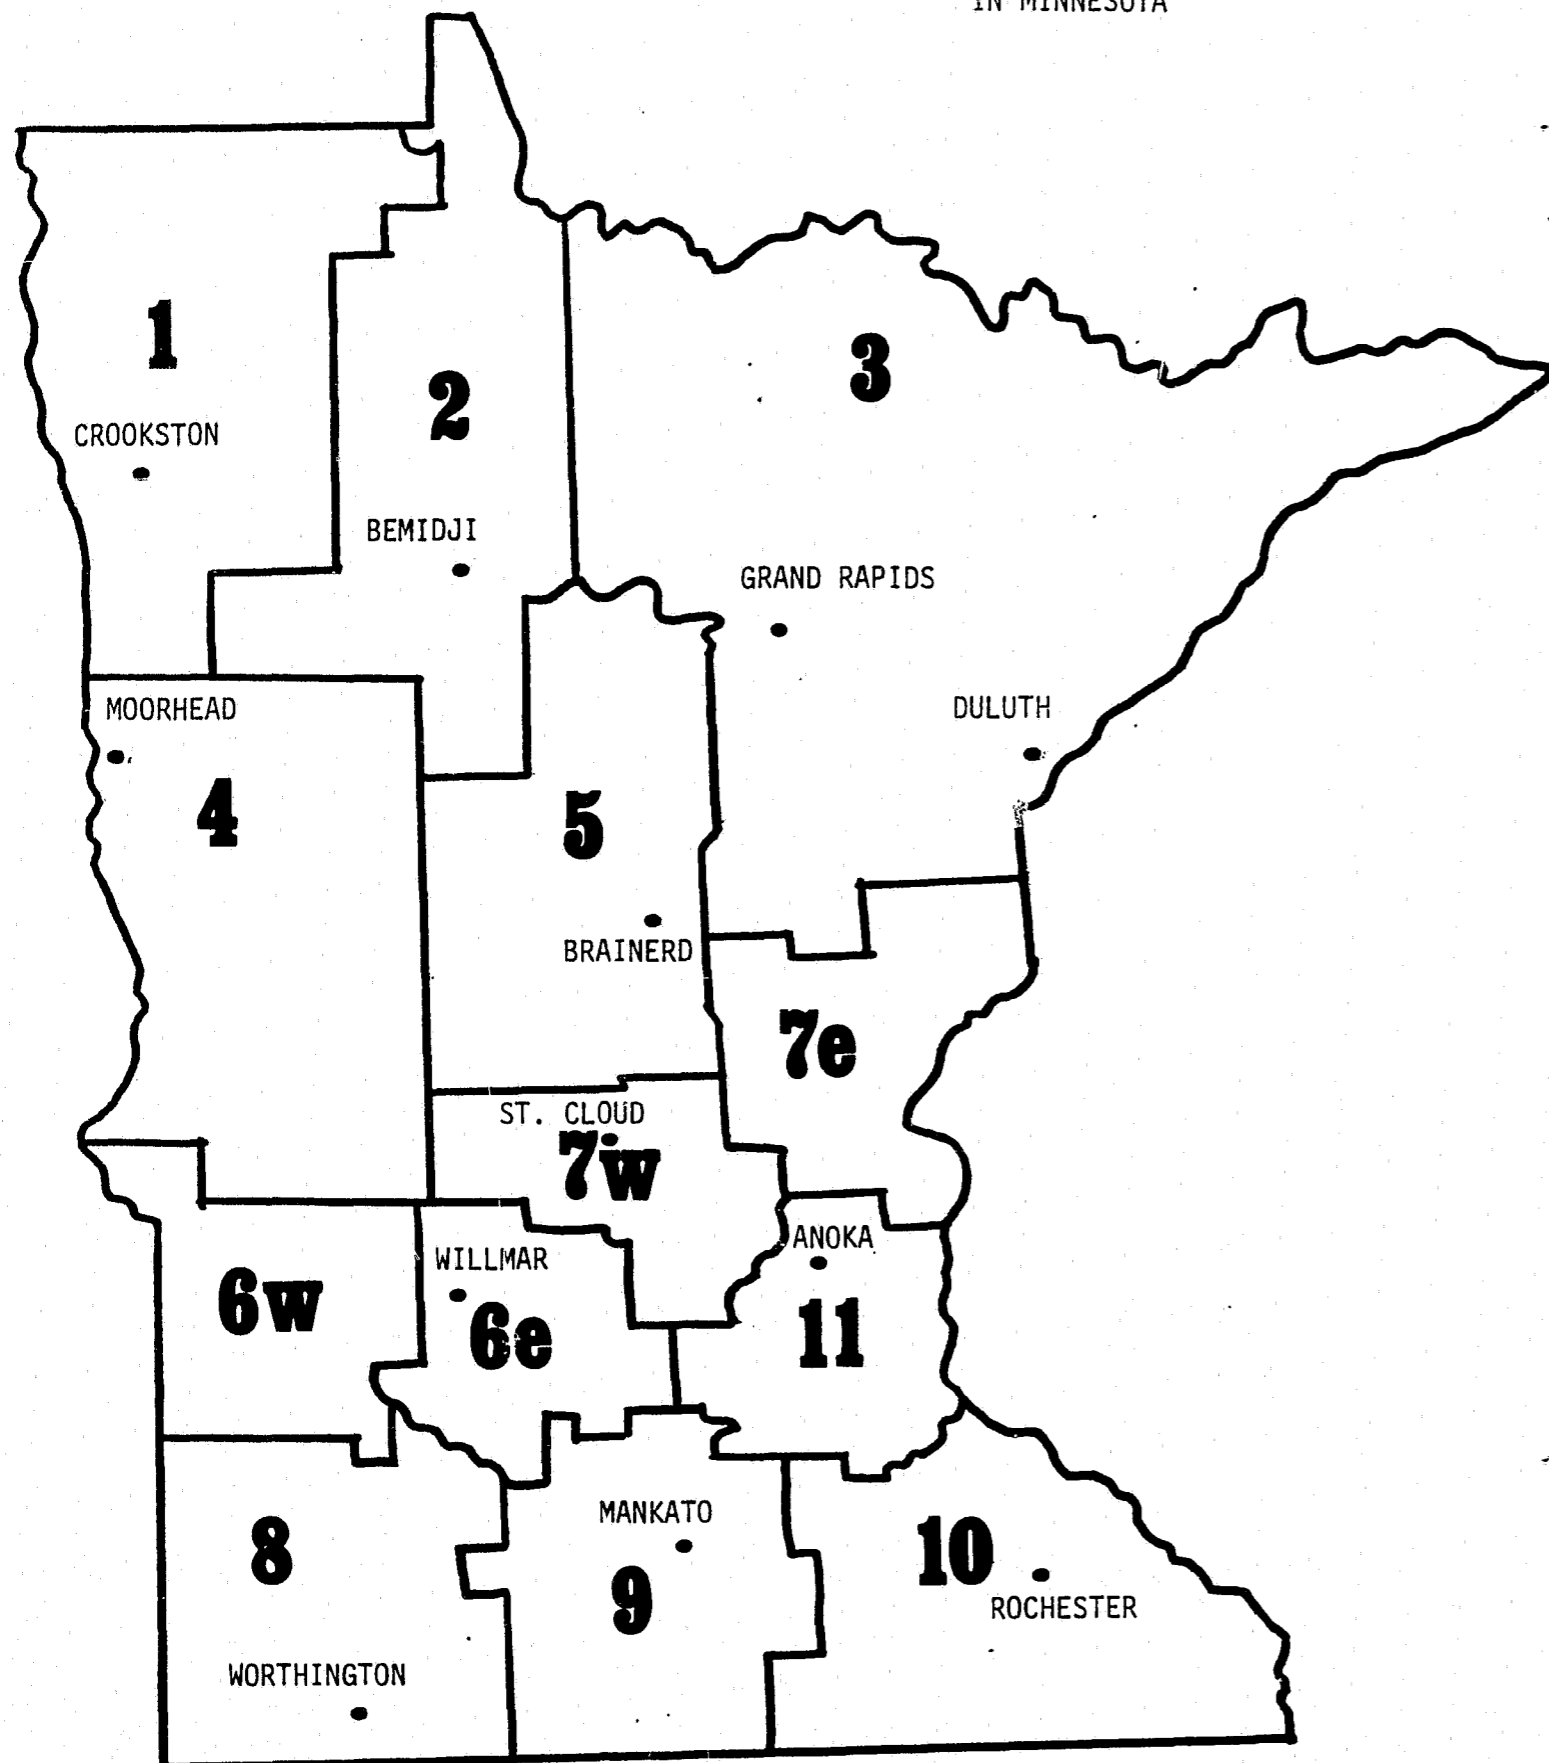 IN MINNESOTA
1
3
2
CROOKSTON
BEMIDJI
GRAND RAPIDS
MOORHEAD
DULUTH
4
5
BRAINERD
7e
ST. CLOUD
7w
ANOKA
WILLMAR
6w
6e
11
MANKATO
8
10
9
ROCHESTER
WORTHINGTON